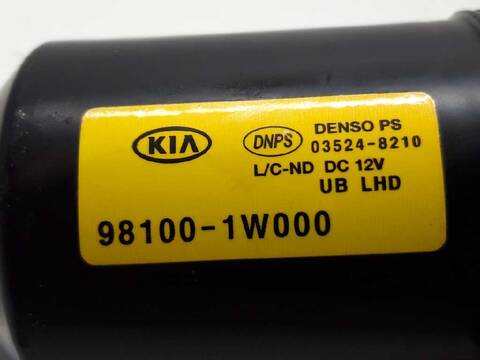 KIA
DNPS
DENSO PS
03524-8210
L/C-ND DC 12V
UB LHD
98100-1W000